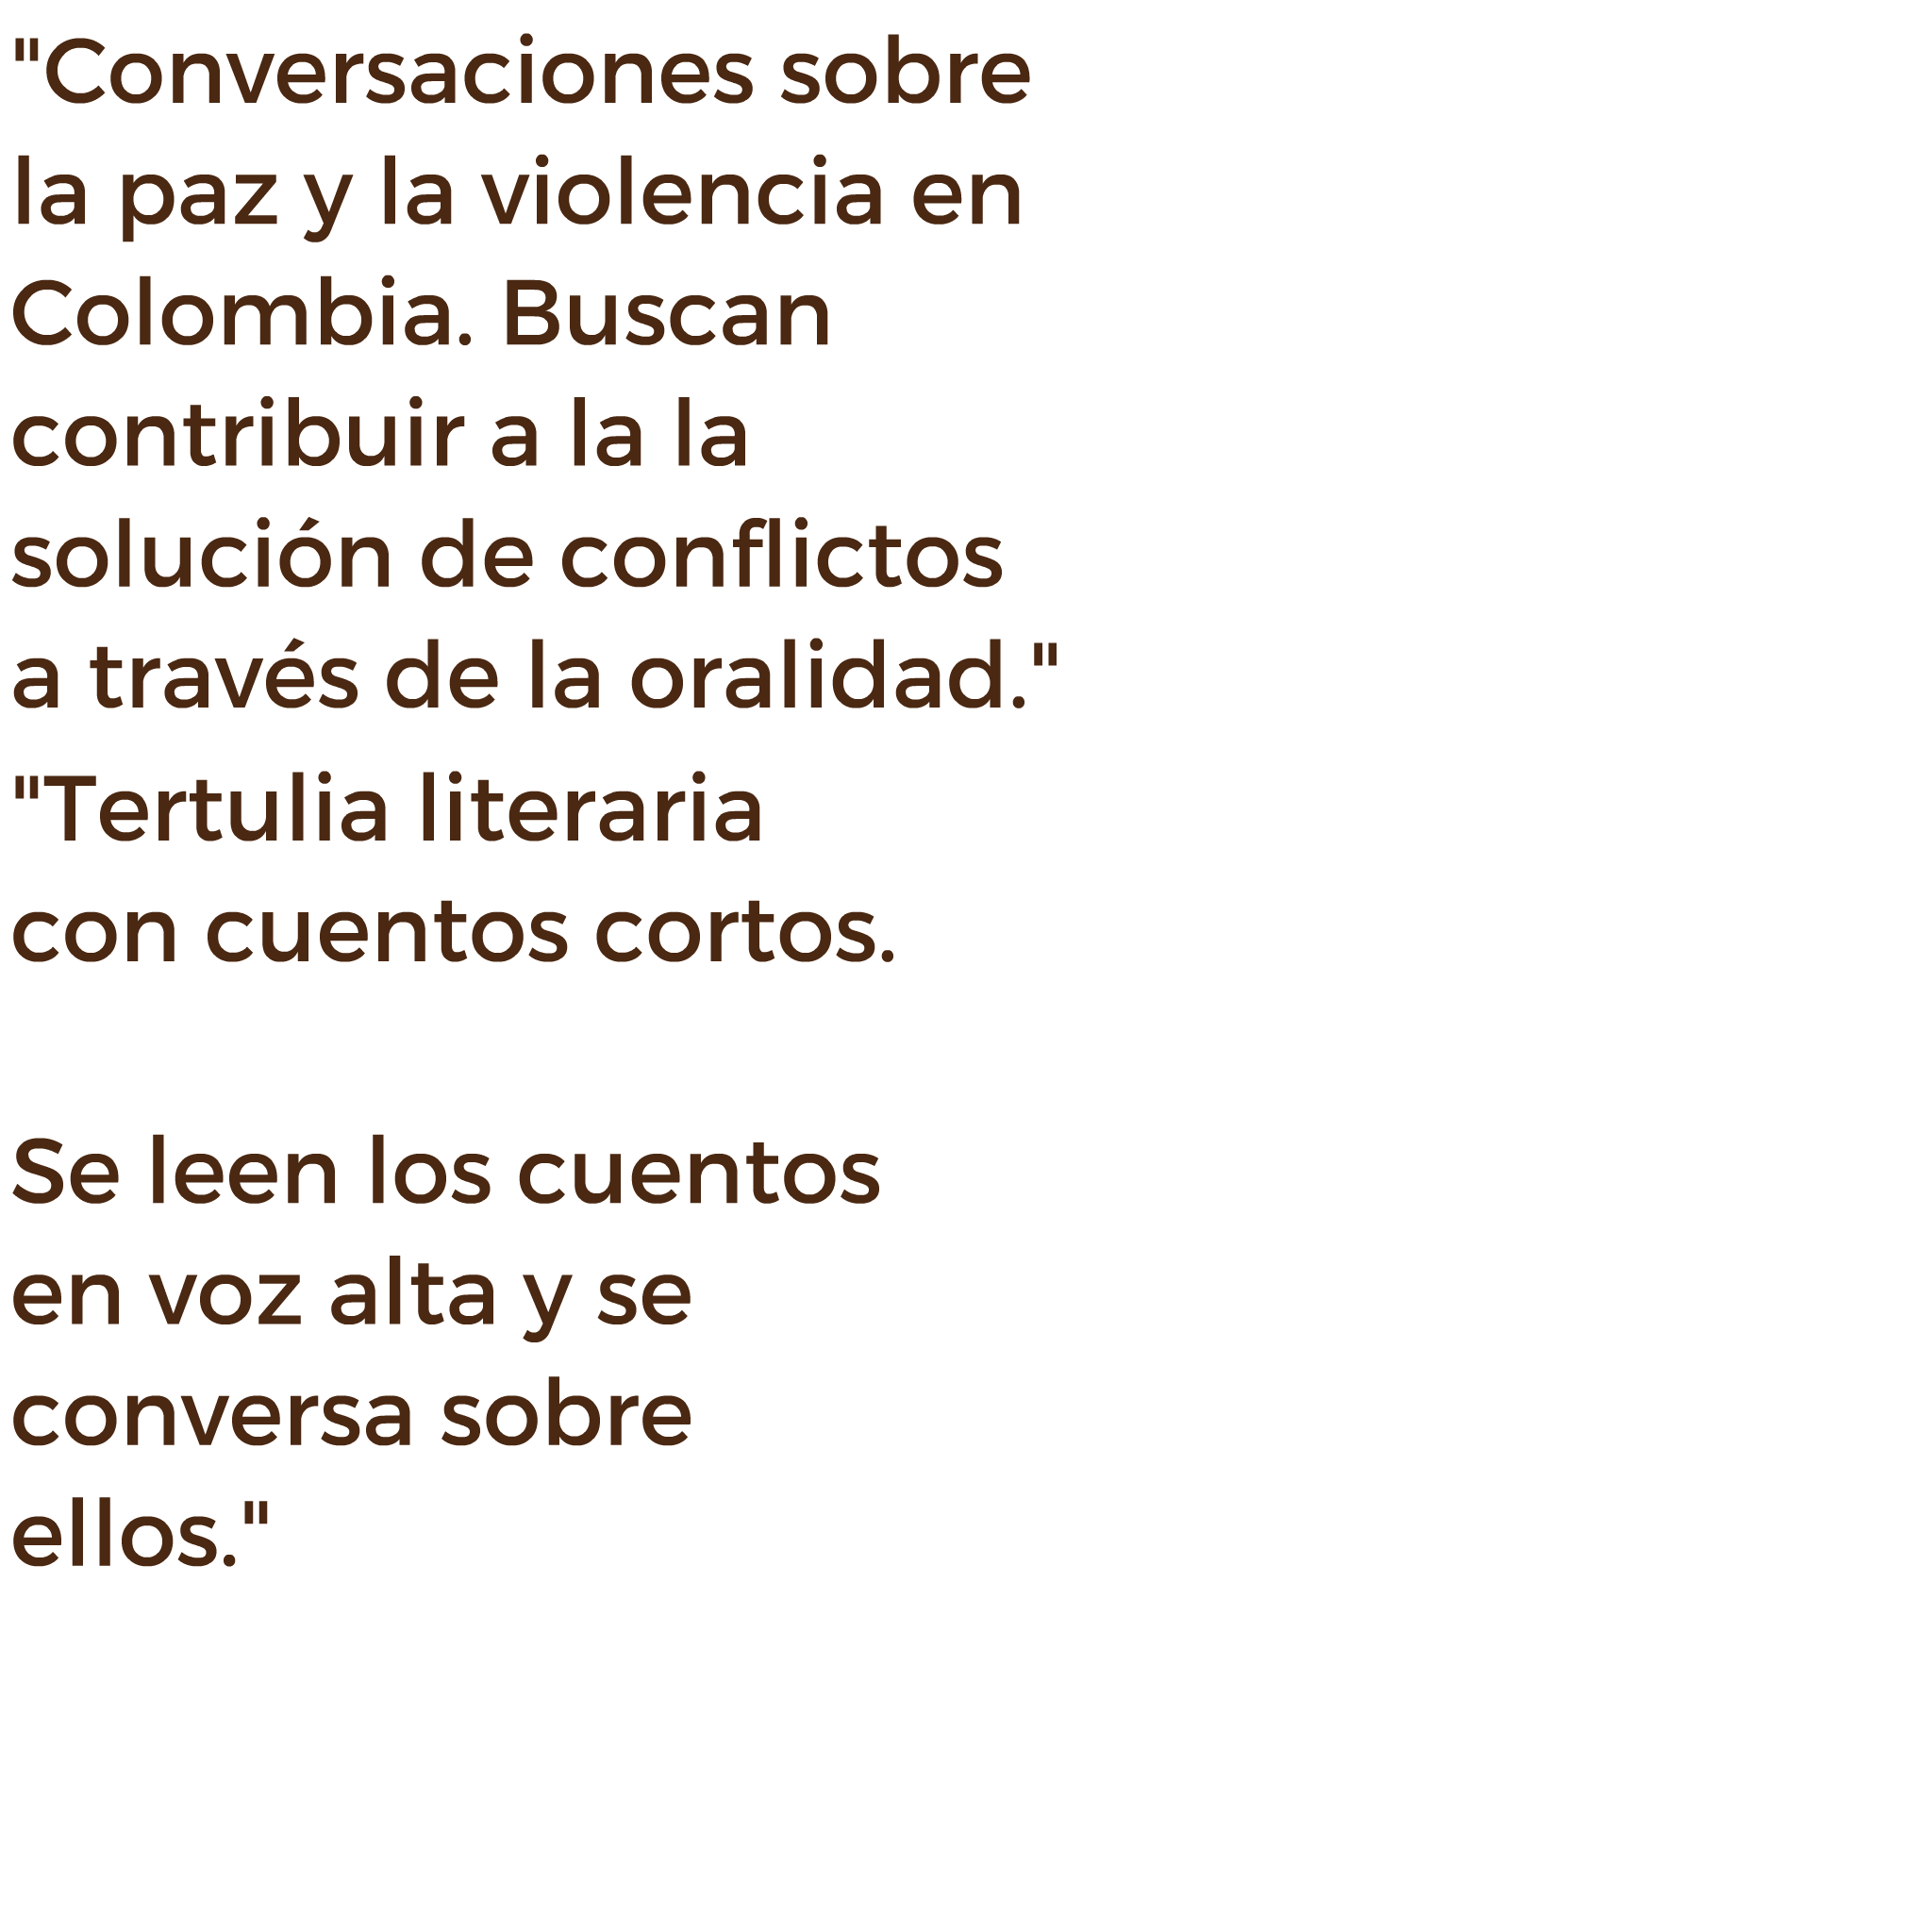 "Conversaciones sobre
la paz y la violencia en
Colombia. Buscan
contribuir a la la
solución de conflictos
a través de la oralidad."
"Tertulia literaria
con cuentos cortos.
Se leen los cuentos
en voz alta y se
conversa sobre
ellos."